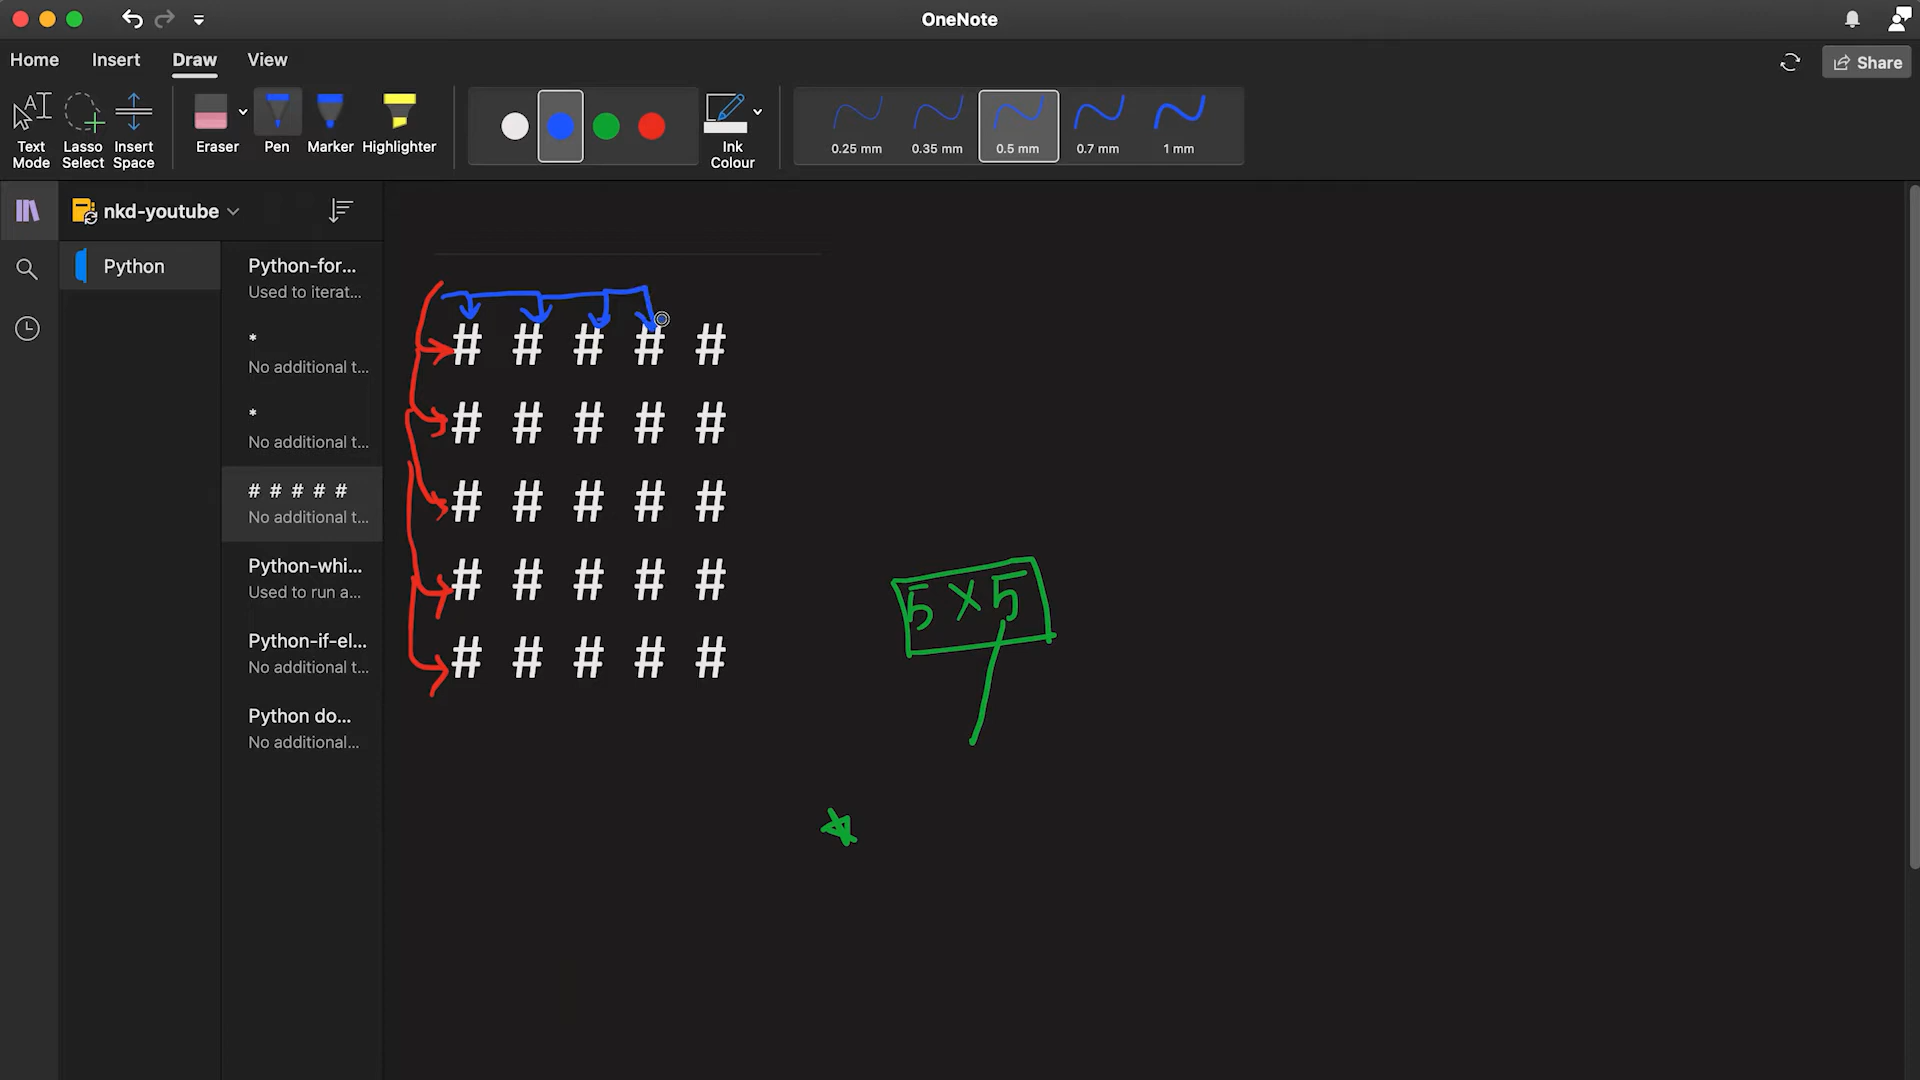 OneNote
Home Insert Draw View
Share
Text Mode
Lasso Select
Insert Space
Eraser
Pen
Marker
Highlighter
Ink Colour
0.25 mm
0.35 mm
0.5 mm
0.7 mm
1 mm
nkd-youtube
Python
Python-for...
Used to iterat...
*
No additional t...
*
No additional t...
# # # # #
No additional t...
Python-whi...
Used to run a...
Python-if-el...
No additional t...
Python do...
No additional...
# # # # #
# # # # #
# # # # #
# # # # #
# # # # #
5 × 5